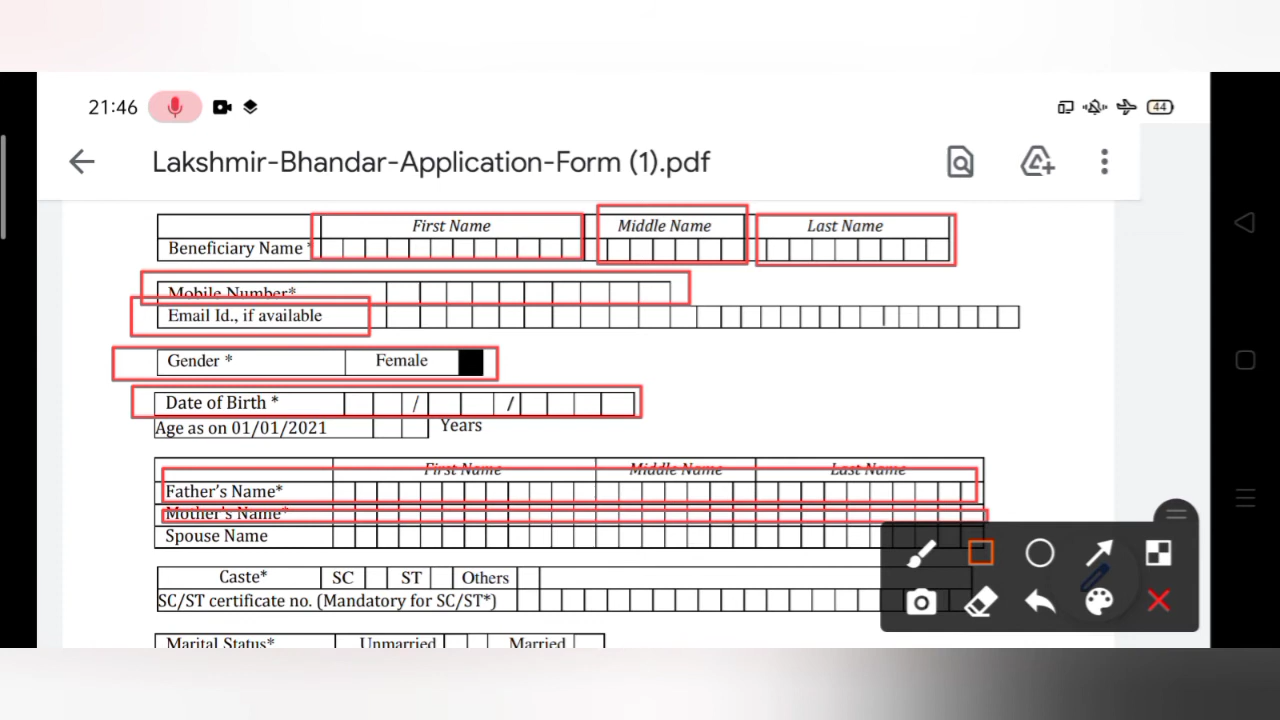 21:46
44
Lakshmir-Bhandar-Application-Form (1).pdf
First Name Middle Name Last Name
Beneficiary Name *
Mobile Number*
Email Id., if available
Gender * Female
Date of Birth * / /
Age as on 01/01/2021 Years
First Name Middle Name Last Name
Father's Name*
Mother's Name*
Spouse Name
Caste* SC ST Others
SC/ST certificate no. (Mandatory for SC/ST*)
Marital Status* Unmarried Married